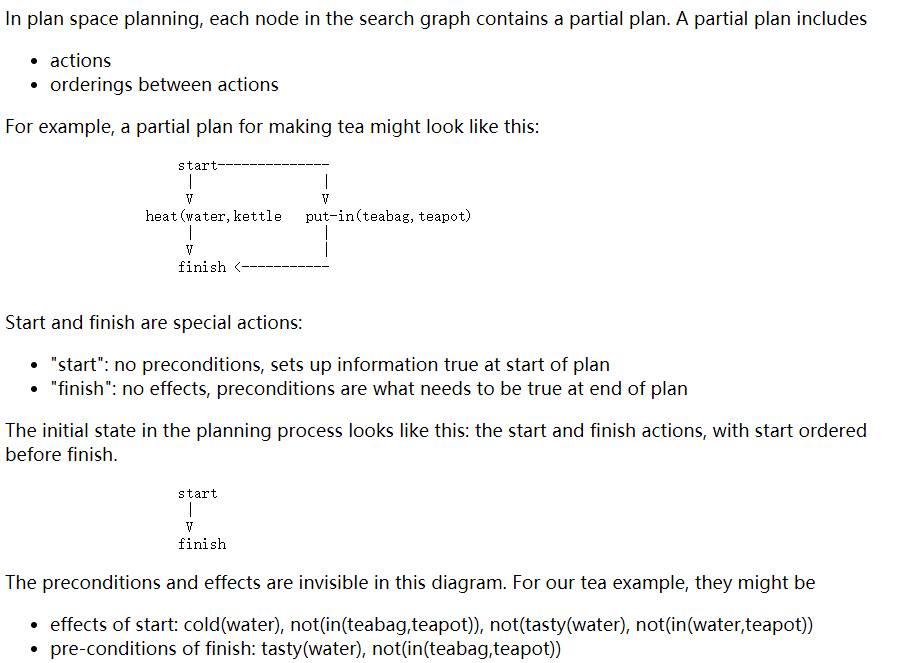 In plan space planning, each node in the search graph contains a partial plan. A partial plan includes
• actions
• orderings between actions
For example, a partial plan for making tea might look like this:
start--------------
|                |
V                V
heat(water,kettle   put-in(teabag, teapot)
|                |
V                |
finish <-----------
Start and finish are special actions:
• "start": no preconditions, sets up information true at start of plan
• "finish": no effects, preconditions are what needs to be true at end of plan
The initial state in the planning process looks like this: the start and finish actions, with start ordered
before finish.
start
|
V
finish
The preconditions and effects are invisible in this diagram. For our tea example, they might be
• effects of start: cold(water), not(in(teabag,teapot)), not(tasty(water), not(in(water,teapot))
• pre-conditions of finish: tasty(water), not(in(teabag,teapot))